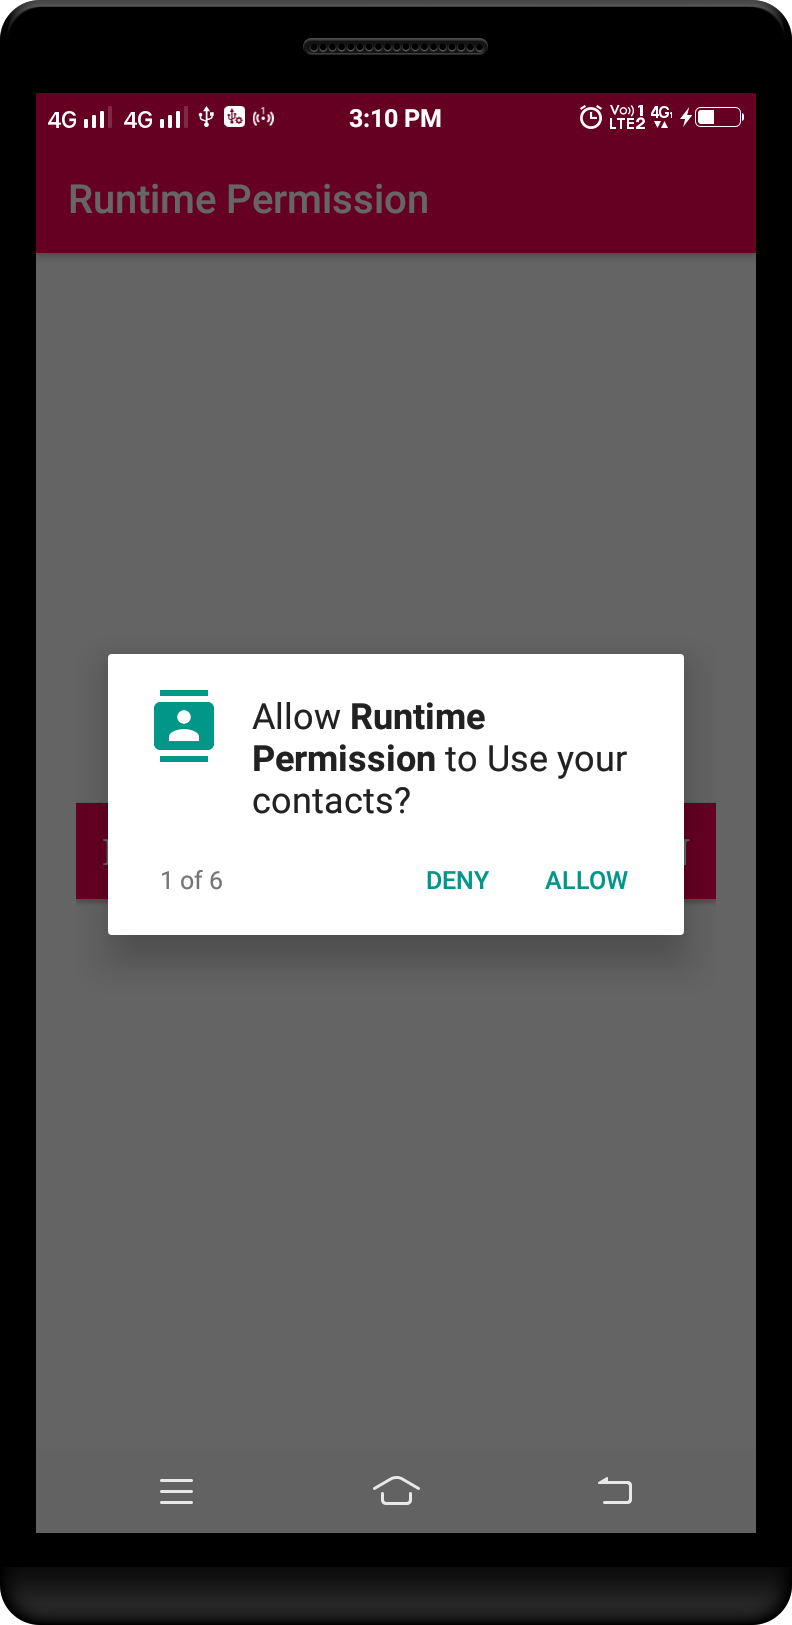 4G 4G 3:10 PM VoI) 1 LTE2 4G
Runtime Permission
Allow Runtime
Permission to Use your
contacts?
1 of 6 DENY ALLOW